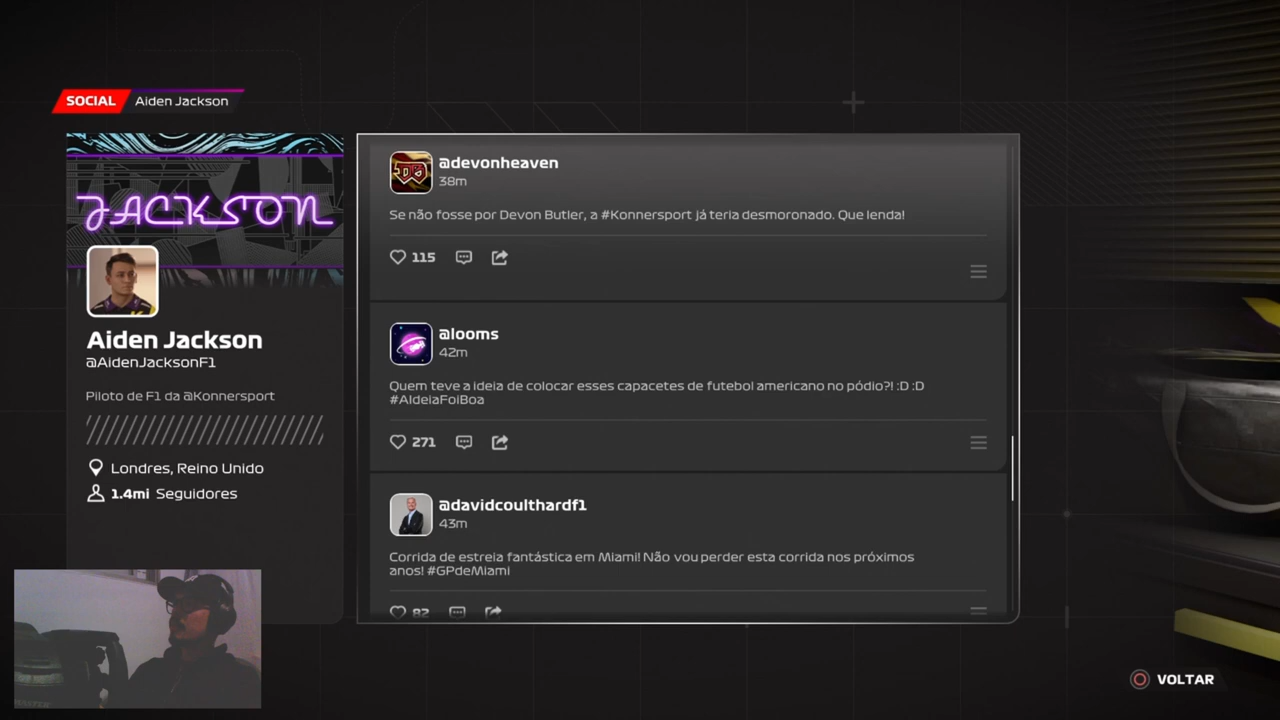 SOCIAL Aiden Jackson
JACKSON
Aiden Jackson
@AidenJacksonF1
Piloto de F1 da @Konnersport
Londres, Reino Unido
1.4mi Seguidores
@devonheaven
38m
Se não fosse por Devon Butler, a #Konnersport já teria desmoronado. Que lenda!
115
@looms
42m
Quem teve a ideia de colocar esses capacetes de futebol americano no pódio?! :D :D
#AIdeiaFoiBoa
271
@davidcoulthardf1
43m
Corrida de estreia fantástica em Miami! Não vou perder esta corrida nos próximos
anos! #GPdeMiami
82
VOLTAR